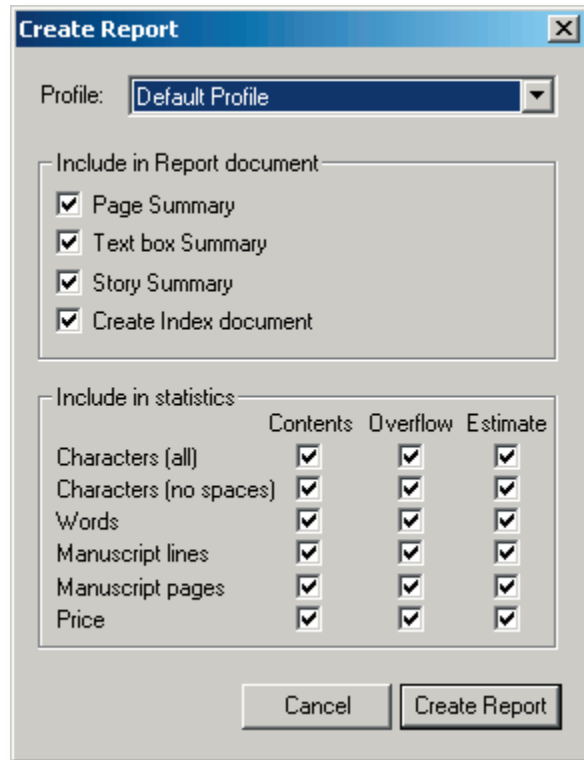 Create Report
Profile: Default Profile
Include in Report document
Page Summary
Text box Summary
Story Summary
Create Index document
Include in statistics
Contents Overflow Estimate
Characters (all)
Characters (no spaces)
Words
Manuscript lines
Manuscript pages
Price
Cancel Create Report